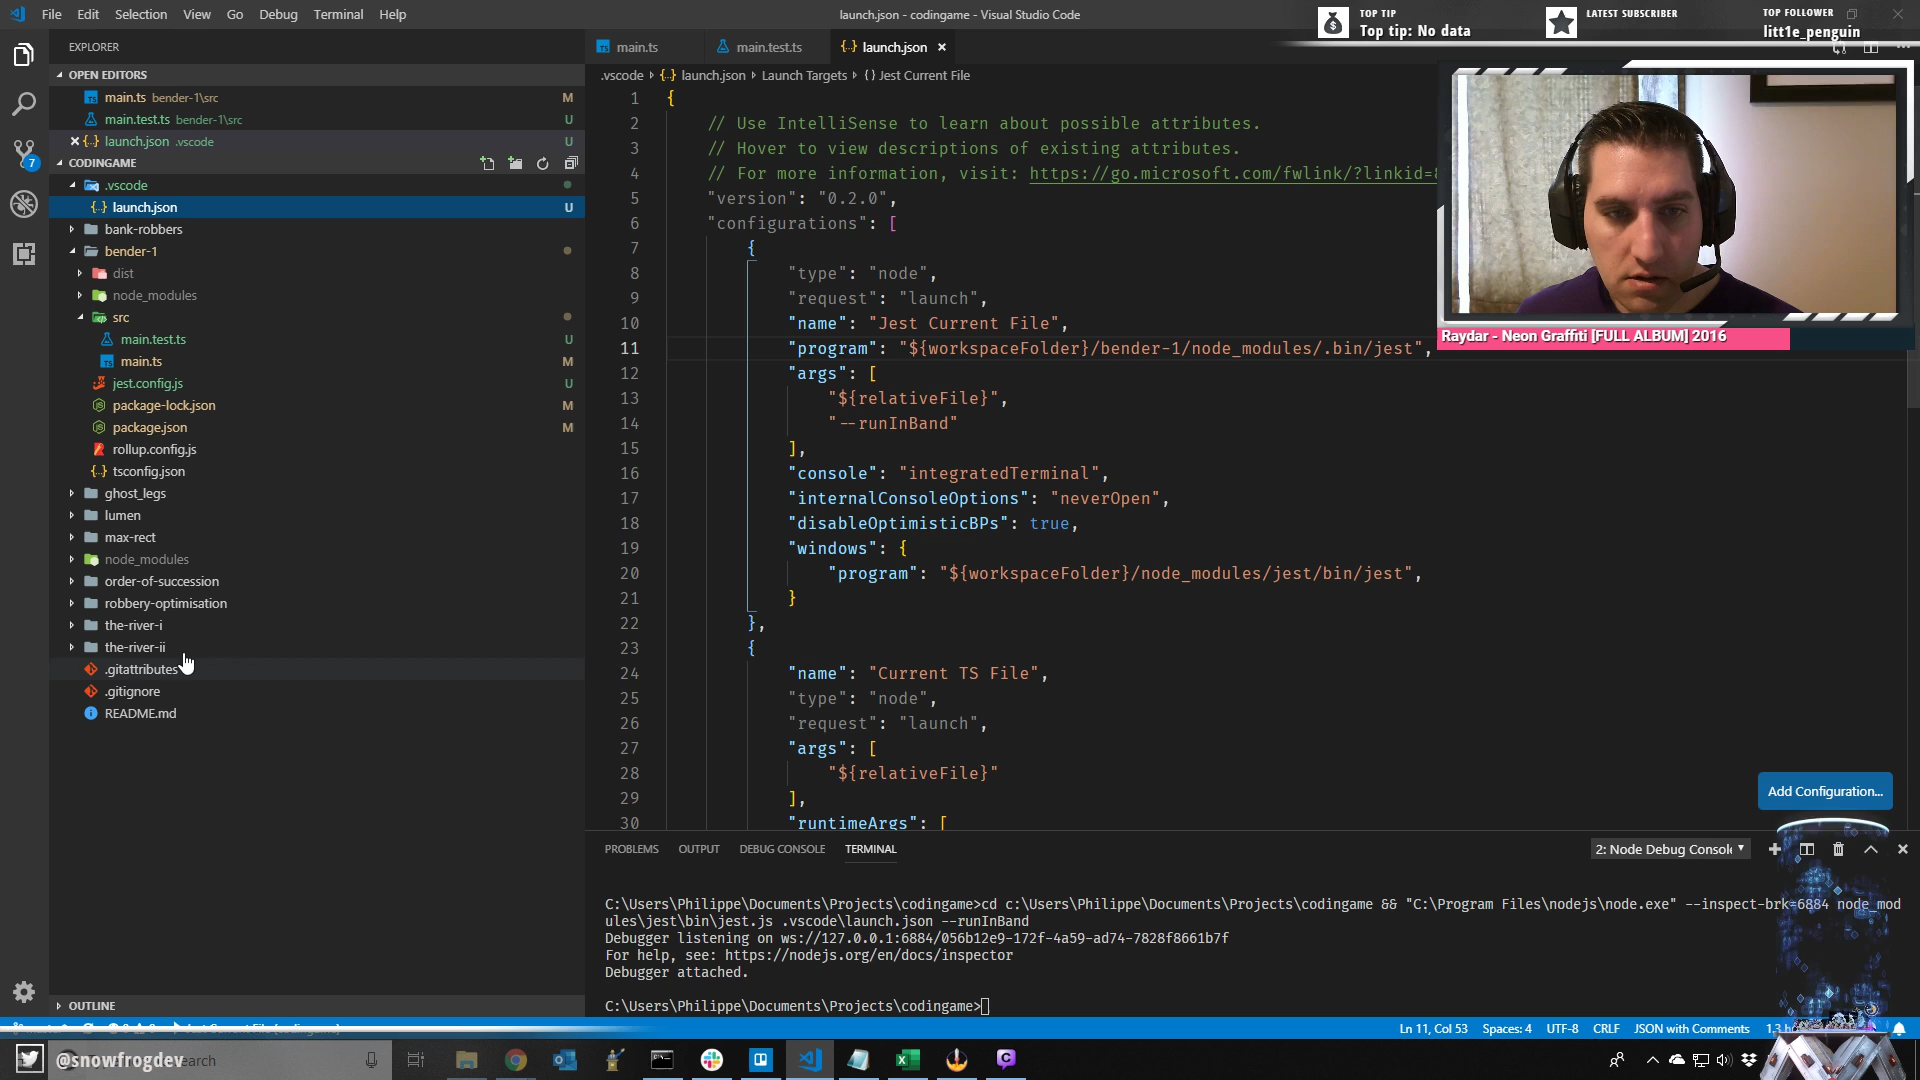 File Edit Selection View Go Debug Terminal Help
launch.json - codingame - Visual Studio Code
TOP TIP
Top tip: No data
LATEST SUBSCRIBER
TOP FOLLOWER
litt1e_penguin
EXPLORER
OPEN EDITORS
main.ts bender-1\src M
main.test.ts bender-1\src U
launch.json .vscode U
CODINGAME
.vscode
launch.json U
bank-robbers
bender-1
dist
node_modules
src
main.test.ts U
main.ts M
jest.config.js U
package-lock.json M
package.json M
rollup.config.js
tsconfig.json
ghost_legs
lumen
max-rect
node_modules
order-of-succession
robbery-optimisation
the-river-i
the-river-ii
.gitattributes
.gitignore
README.md
OUTLINE
7
main.ts main.test.ts launch.json
.vscode launch.json Launch Targets {} Jest Current File
1 {
2 // Use IntelliSense to learn about possible attributes.
3 // Hover to view descriptions of existing attributes.
4 // For more information, visit: https://go.microsoft.com/fwlink/?linkid=
5 "version": "0.2.0",
6 "configurations": [
7 {
8 "type": "node",
9 "request": "launch",
10 "name": "Jest Current File",
11 "program": "${workspaceFolder}/bender-1/node_modules/.bin/jest",
12 "args": [
13 "${relativeFile}",
14 "--runInBand"
15 ],
16 "console": "integratedTerminal",
17 "internalConsoleOptions": "neverOpen",
18 "disableOptimisticBPs": true,
19 "windows": {
20 "program": "${workspaceFolder}/node_modules/jest/bin/jest",
21 }
22 },
23 {
24 "name": "Current TS File",
25 "type": "node",
26 "request": "launch",
27 "args": [
28 "${relativeFile}"
29 ],
30 "runtimeArgs": [
Raydar - Neon Graffiti [FULL ALBUM] 2016
Add Configuration...
PROBLEMS OUTPUT DEBUG CONSOLE TERMINAL
2: Node Debug Console
C:\Users\Philippe\Documents\Projects\codingame>cd c:\Users\Philippe\Documents\Projects\codingame && "C:\Program Files\nodejs\node.exe" --inspect-brk=6884 node_mod
ules\jest\bin\jest.js .vscode\launch.json --runInBand
Debugger listening on ws://127.0.0.1:6884/056b12e9-172f-4a59-ad74-7828f8661b7f
For help, see: https://nodejs.org/en/docs/inspector
Debugger attached.
C:\Users\Philippe\Documents\Projects\codingame>
Ln 11, Col 53 Spaces: 4 UTF-8 CRLF JSON with Comments
@snowfrogdev